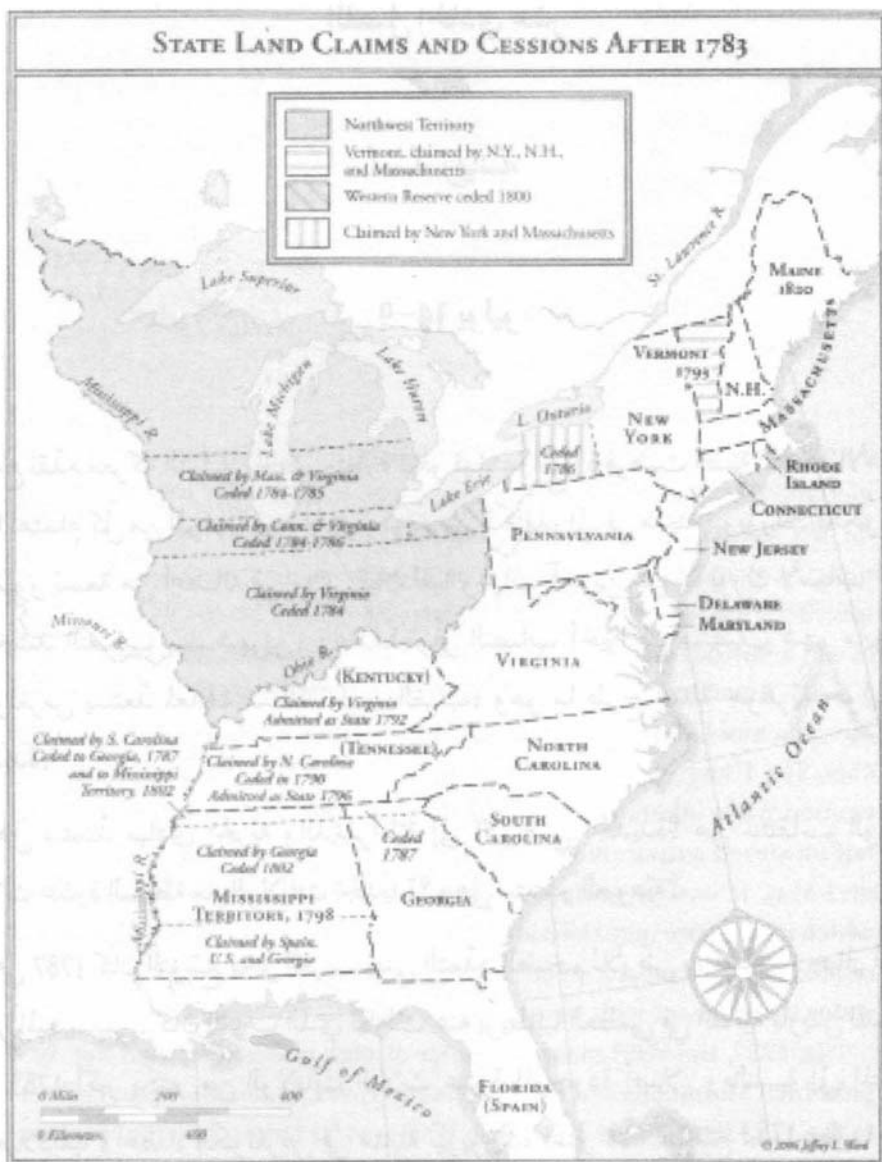 STATE LAND CLAIMS AND CESSIONS AFTER 1783
Northwest Territory
Vermont, claimed by N.Y., N.H.,
and Massachusetts
Western Reserve ceded 1800
Claimed by New York and Massachusetts
St. Lawrence R.
MAINE
1820
Lake Superior
Lake Michigan
Lake Huron
VERMONT
N.H.
MASSACHUSETTS
Mississippi R.
L. Ontario
Ceded
1786
NEW
YORK
RHODE
ISLAND
CONNECTICUT
Claimed by Mass. & Virginia
Ceded 1784-1785
Lake Erie
Claimed by Conn. & Virginia
Ceded 1784-1786
PENNSYLVANIA
NEW JERSEY
Claimed by Virginia
Ceded 1784
DELAWARE
MARYLAND
Missouri R.
Ohio R.
VIRGINIA
(KENTUCKY)
Claimed by Virginia
Admitted as State 1792
Claimed by S. Carolina
Ceded to Georgia, 1787
and to Mississippi
Territory, 1802
(TENNESSEE)
Claimed by N. Carolina
Ceded in 1790
Admitted as State 1796
NORTH
CAROLINA
Atlantic Ocean
SOUTH
CAROLINA
Ceded
1787
Claimed by Georgia
Ceded 1802
Mississippi R.
MISSISSIPPI
TERRITORY, 1798
GEORGIA
Claimed by Spain,
U.S. and Georgia
Gulf of Mexico
FLORIDA
(SPAIN)
0 Miles 200 400
0 Kilometers 400
© 2006 Jeffrey L. Ward